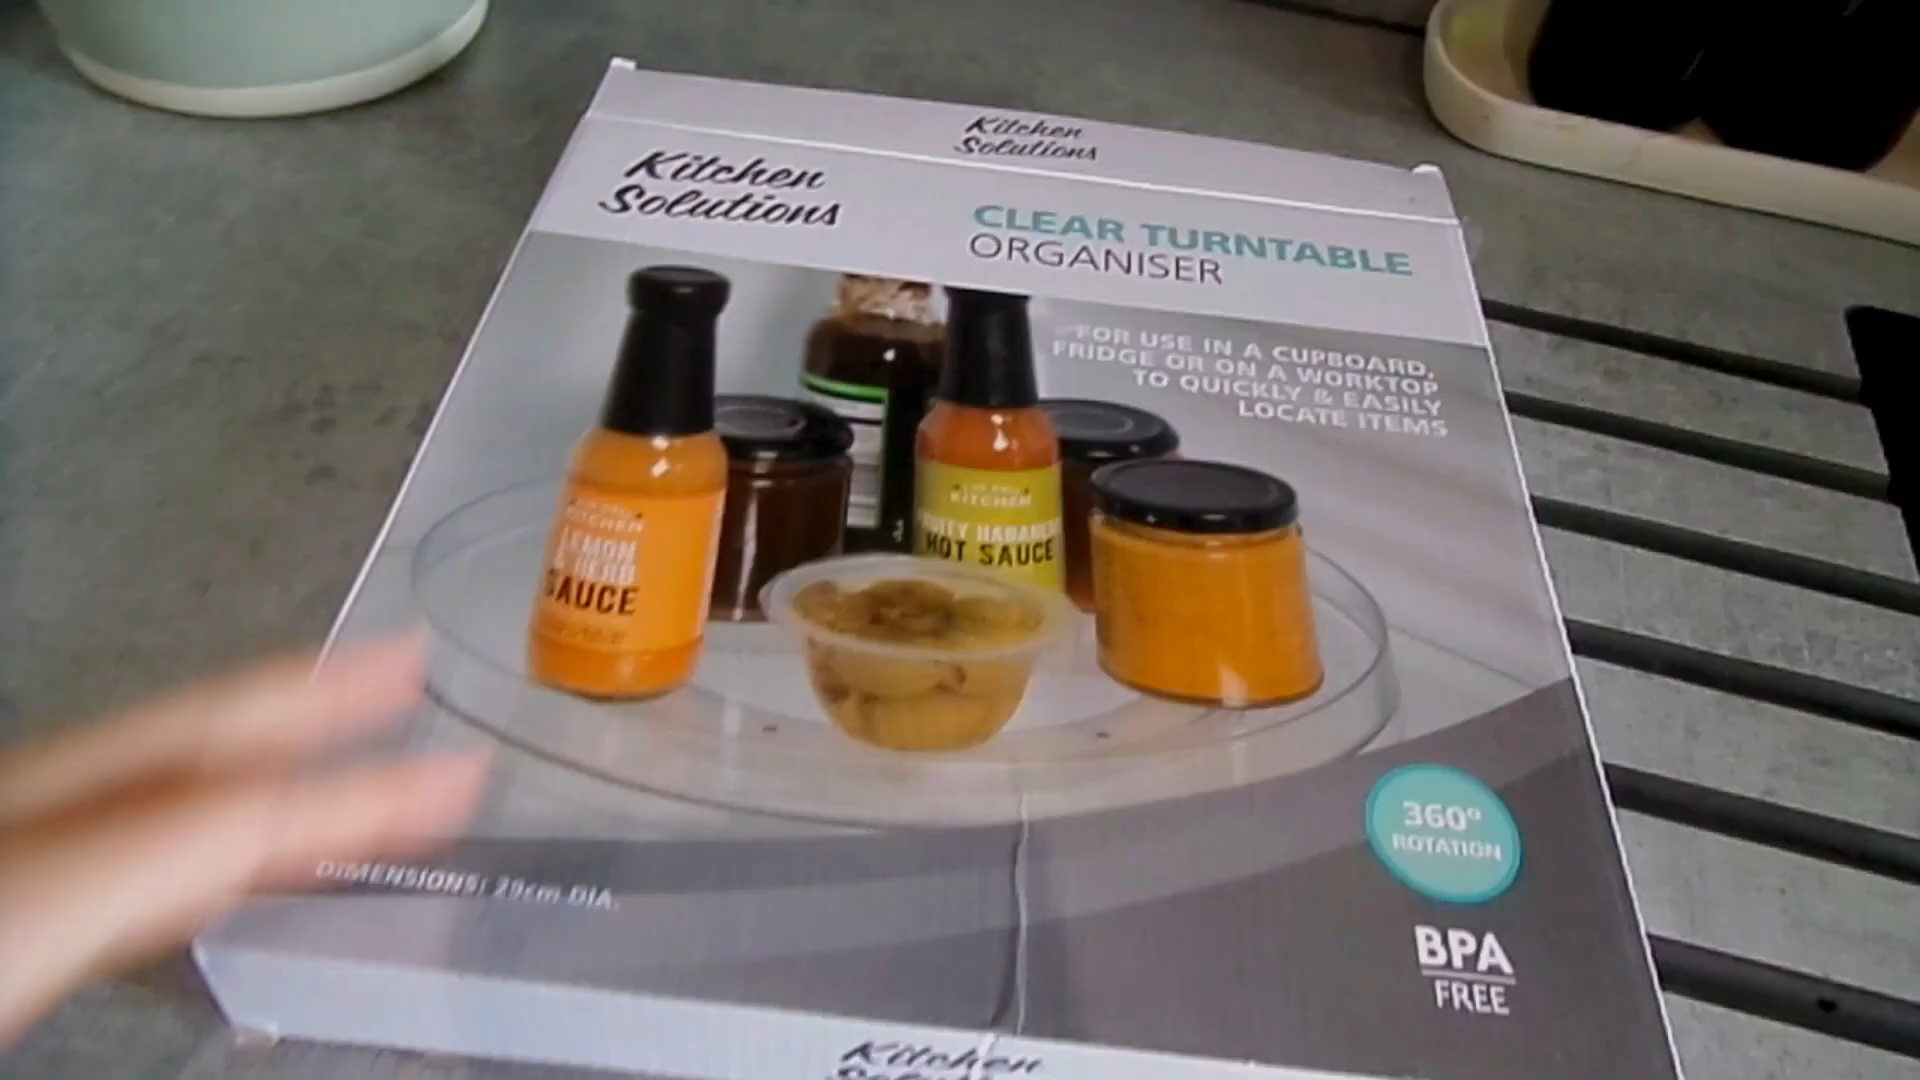 Kitchen
Solutions
Kitchen
Solutions
CLEAR TURNTABLE
ORGANISER
FOR USE IN A CUPBOARD,
FRIDGE OR ON A WORKTOP
TO QUICKLY & EASILY
LOCATE ITEMS
KITCHEN
LEMON
& HERB
SAUCE
KITCHEN
HOT SAUCE
360°
ROTATION
DIMENSIONS: 29cm DIA.
BPA
FREE
Kitchen